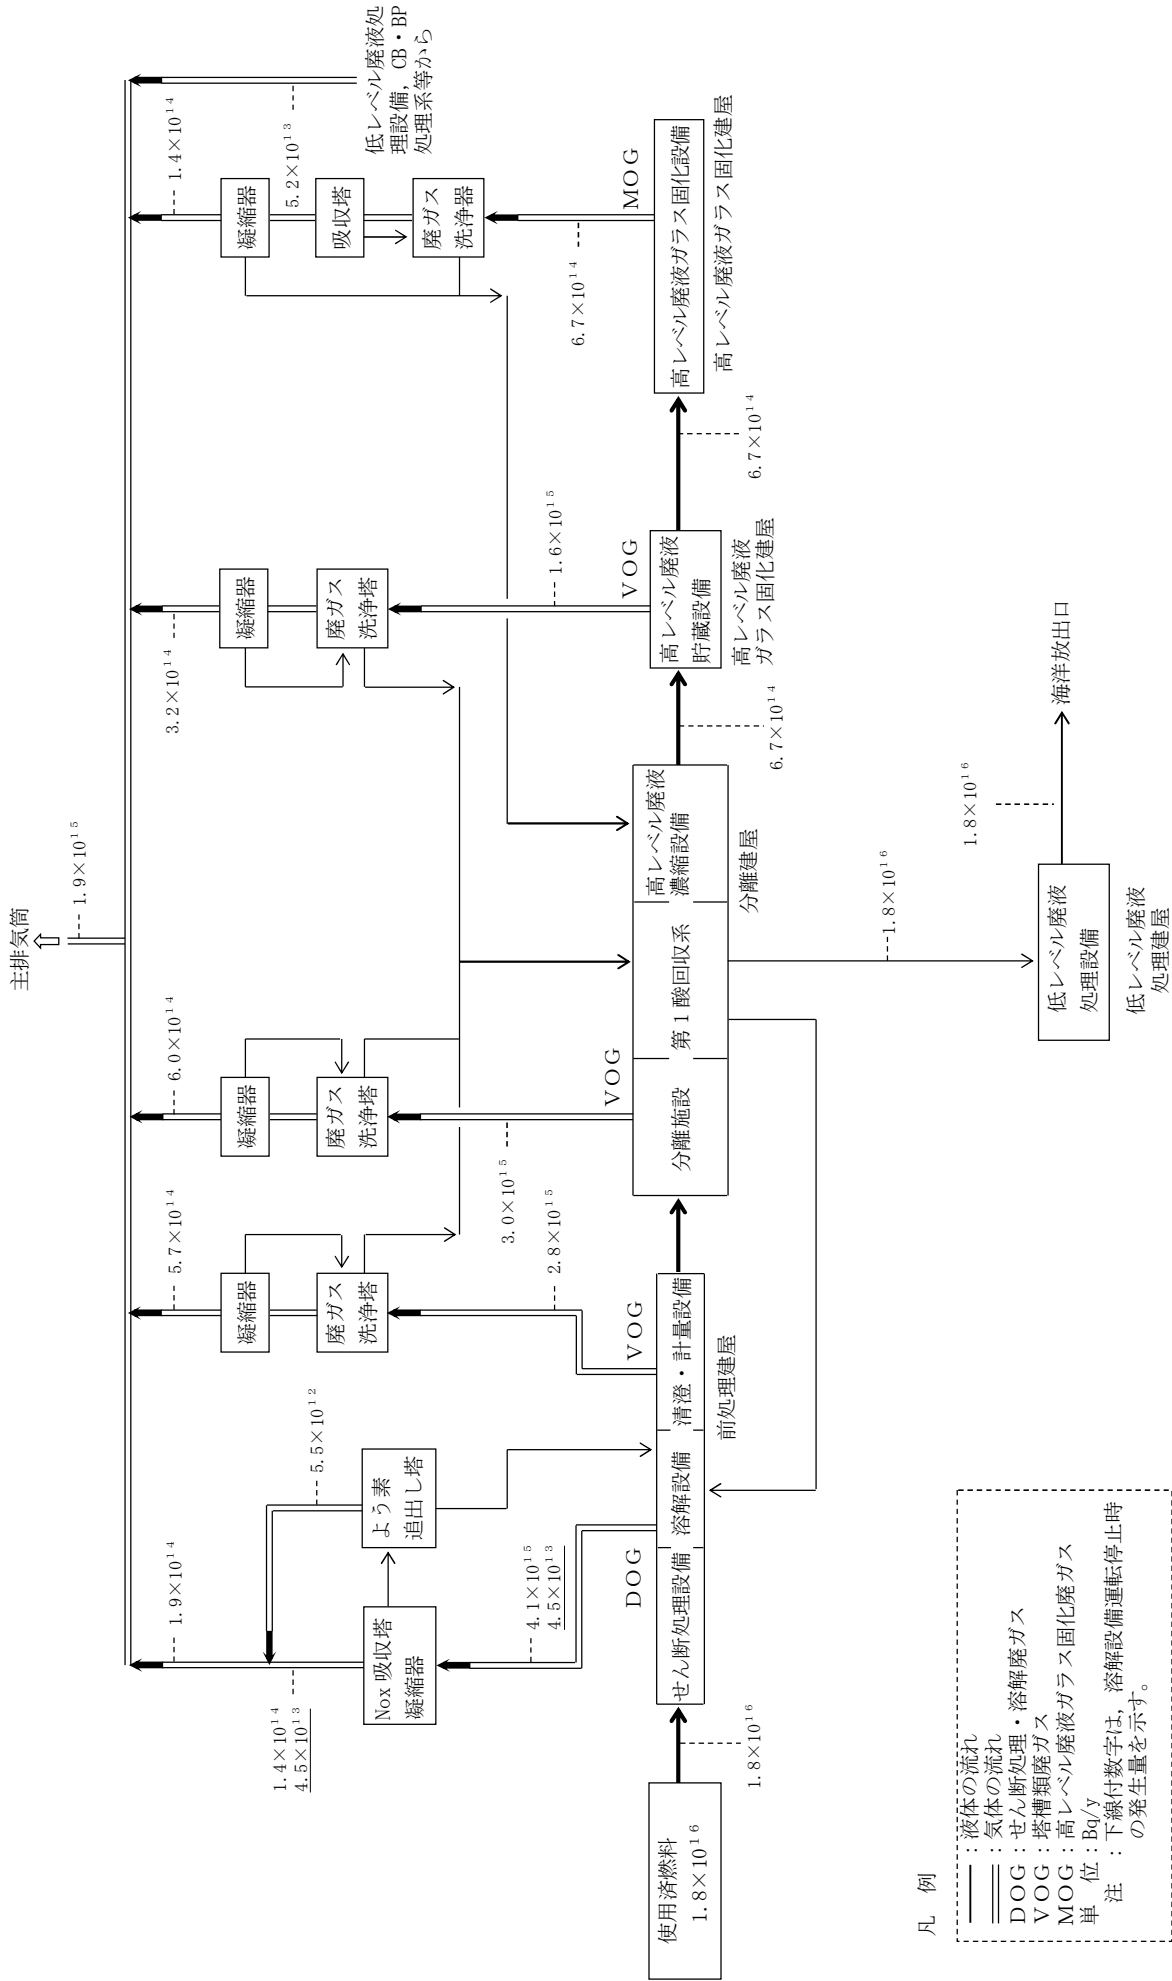 主排気筒
1.9×10¹⁵
1.9×10¹⁴
5.7×10¹⁴
6.0×10¹⁴
3.2×10¹⁴
1.4×10¹⁴
1.4×10¹⁴
4.5×10¹³
5.5×10¹²
5.2×10¹³
低レベル廃液処
理設備，CB・BP
処理系等から
Nox 吸収塔
凝縮器
よう素
追出し塔
凝縮器
廃ガス
洗浄塔
凝縮器
廃ガス
洗浄塔
凝縮器
廃ガス
洗浄塔
凝縮器
吸収塔
廃ガス
洗浄器
4.1×10¹⁵
4.5×10¹³
2.8×10¹⁵
3.0×10¹⁵
1.6×10¹⁵
6.7×10¹⁴
DOG
VOG
VOG
VOG
MOG
使用済燃料
1.8×10¹⁶
1.8×10¹⁶
せん断処理設備
溶解設備
清澄・計量設備
前処理建屋
分離施設
第1酸回収系
高レベル廃液
濃縮設備
分離建屋
6.7×10¹⁴
高レベル廃液
貯蔵設備
高レベル廃液
ガラス固化建屋
6.7×10¹⁴
高レベル廃液ガラス固化設備
高レベル廃液ガラス固化建屋
1.8×10¹⁶
低レベル廃液
処理設備
低レベル廃液
処理建屋
1.8×10¹⁶
海洋放出口
凡 例
：液体の流れ
：気体の流れ
DOG：せん断処理・溶解廃ガス
VOG：塔槽類廃ガス
MOG：高レベル廃液ガラス固化廃ガス
単 位：Bq/y
注 ：下線付数字は，溶解設備運転停止時
の発生量を示す。